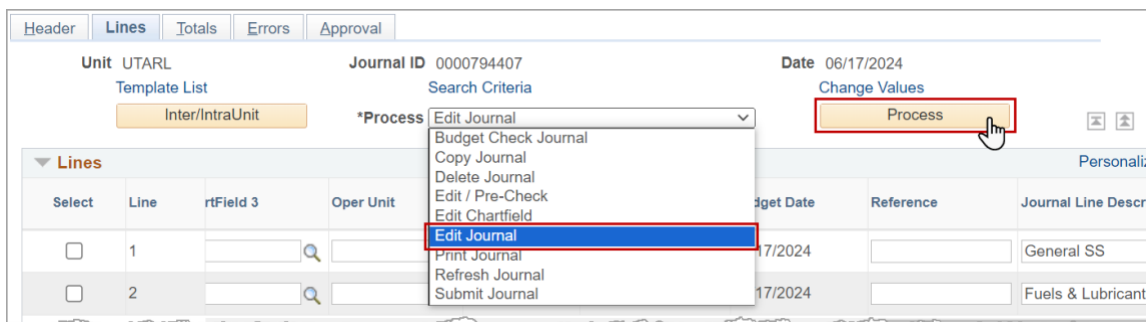 Header Lines Totals Errors Approval
Unit UTARL Journal ID 0000794407 Date 06/17/2024
Template List Search Criteria Change Values
Inter/IntraUnit *Process Edit Journal Process
Budget Check Journal
Copy Journal
Delete Journal
Edit / Pre-Check
Edit Chartfield
Edit Journal
Print Journal
Refresh Journal
Submit Journal
Lines Personaliz
Select Line rtField 3 Oper Unit dget Date Reference Journal Line Descr
1 17/2024 General SS
2 17/2024 Fuels & Lubricant